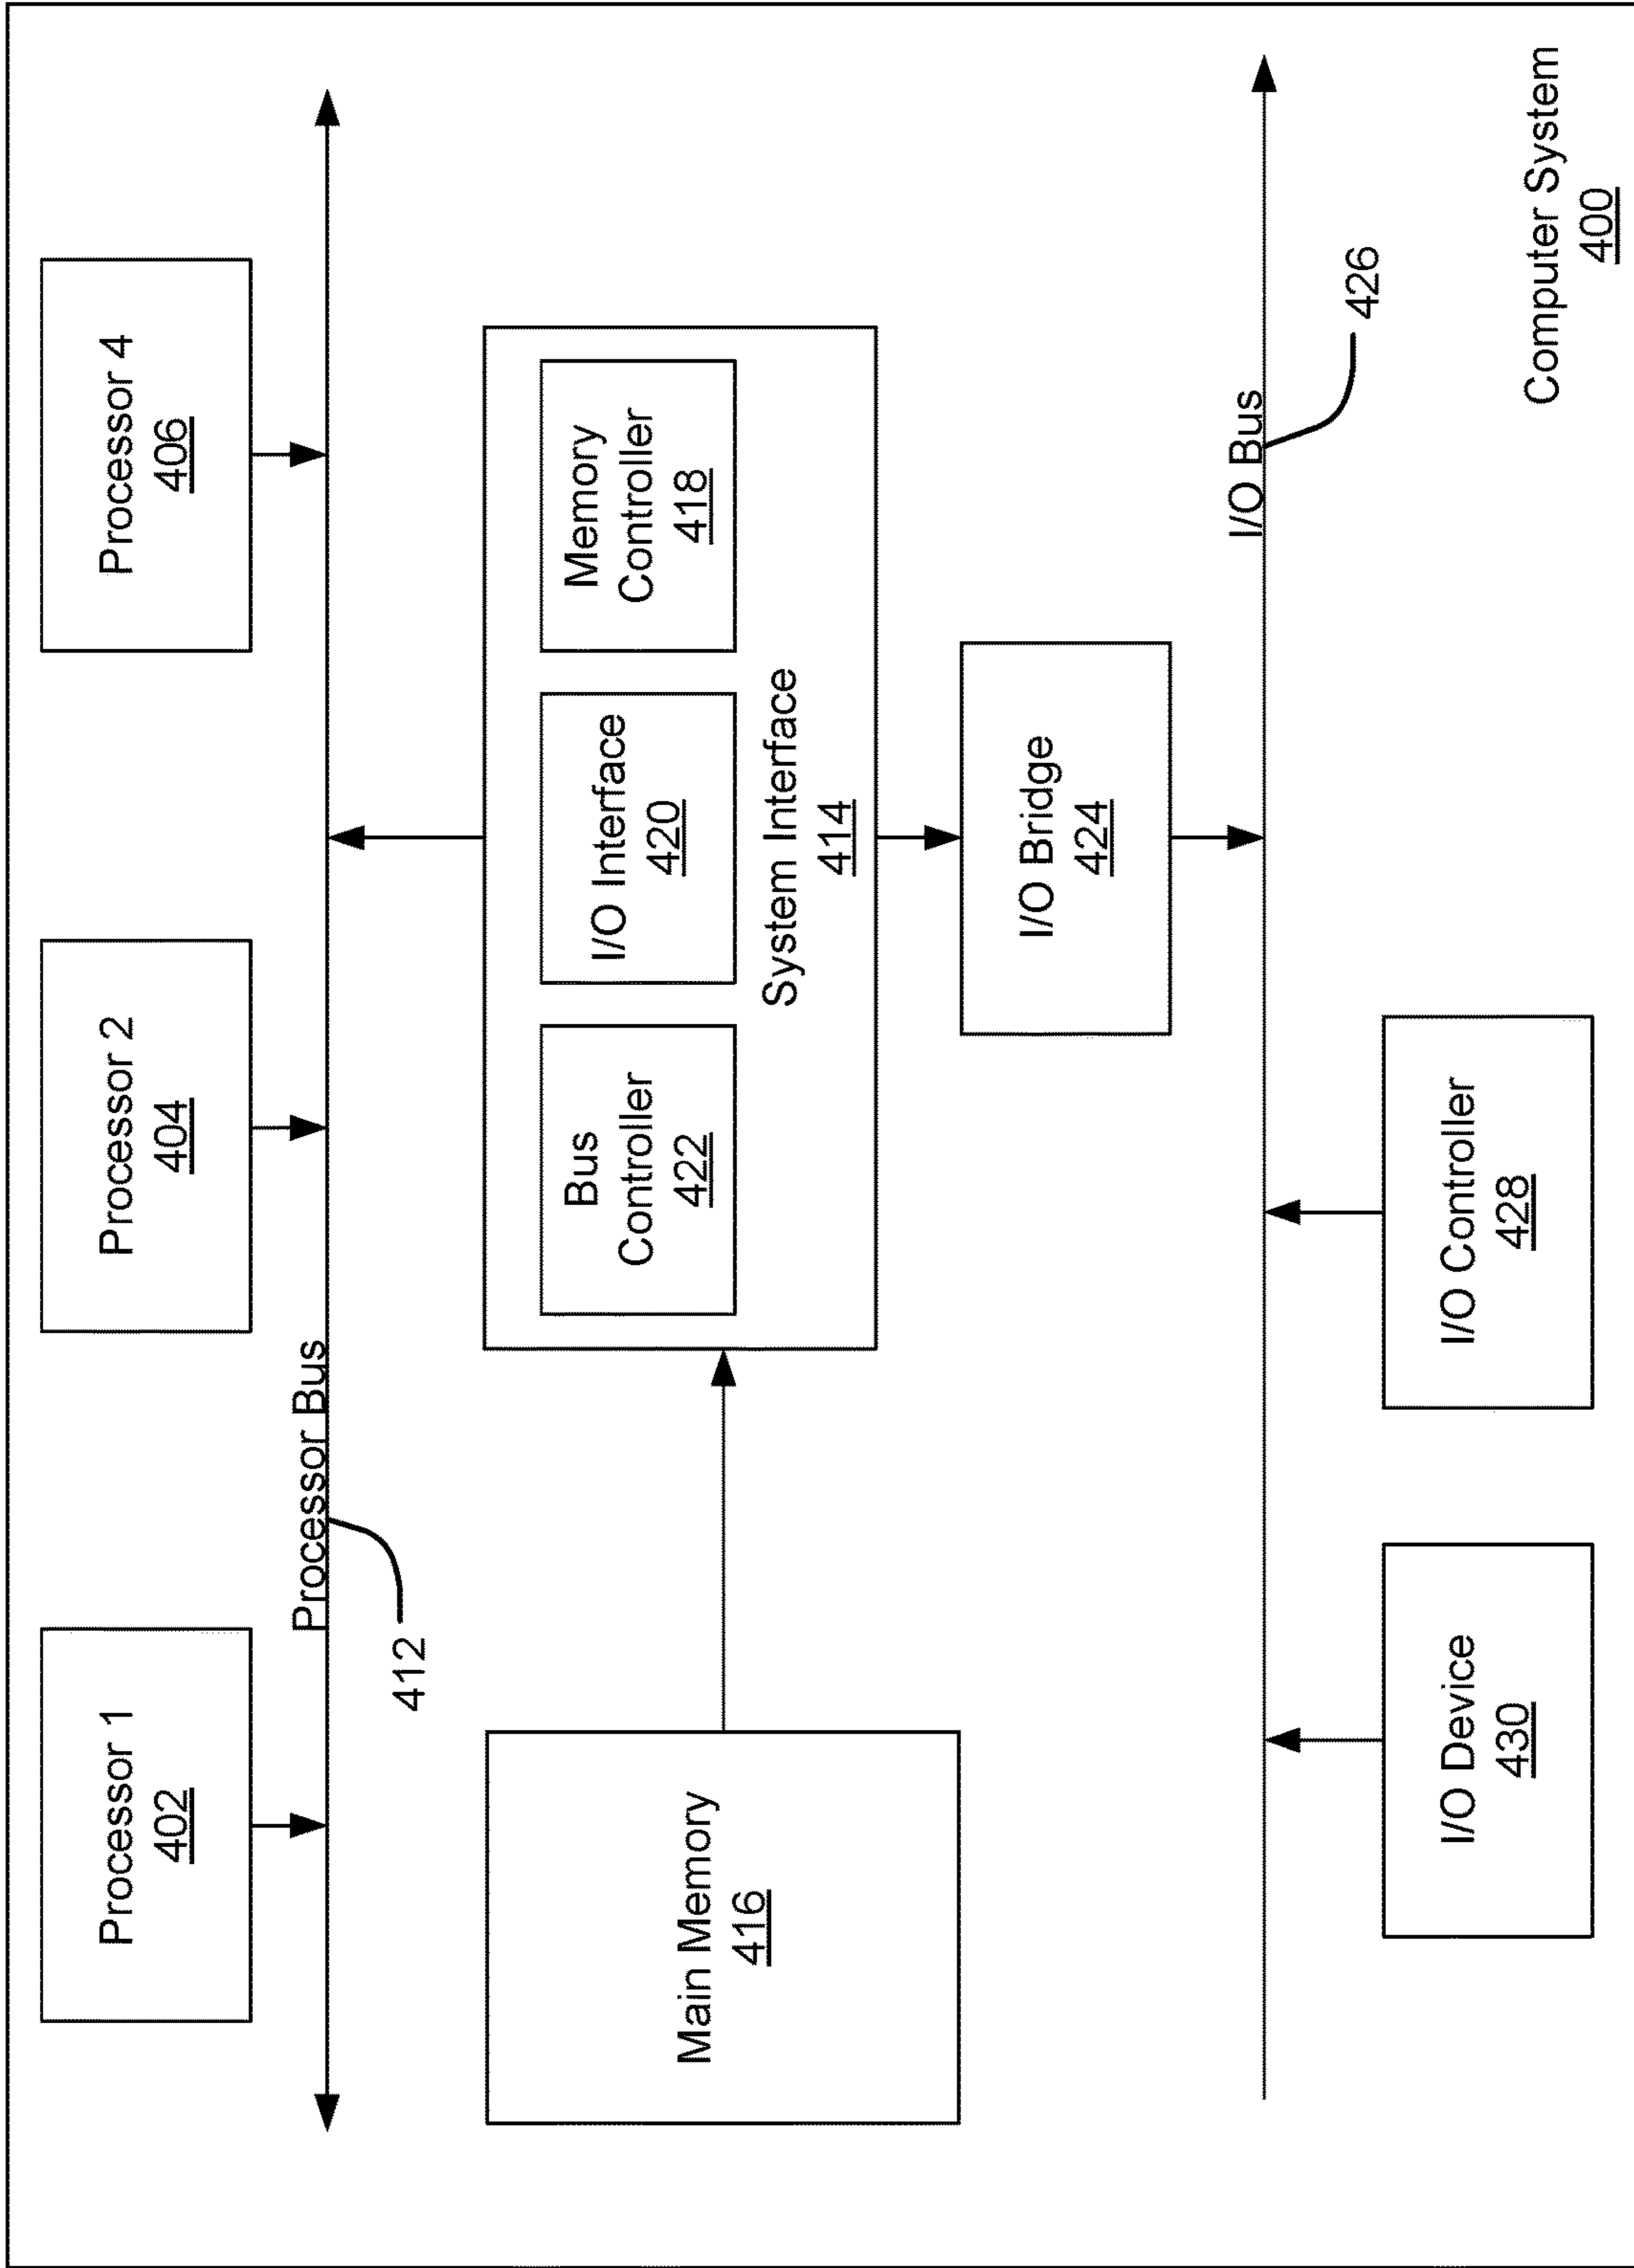 Processor 1
402
Processor 2
404
Processor 4
406
Processor Bus
412
Main Memory
416
Bus
Controller
422
I/O Interface
420
Memory
Controller
418
System Interface
414
I/O Bridge
424
I/O Bus
426
I/O Device
430
I/O Controller
428
Computer System
400